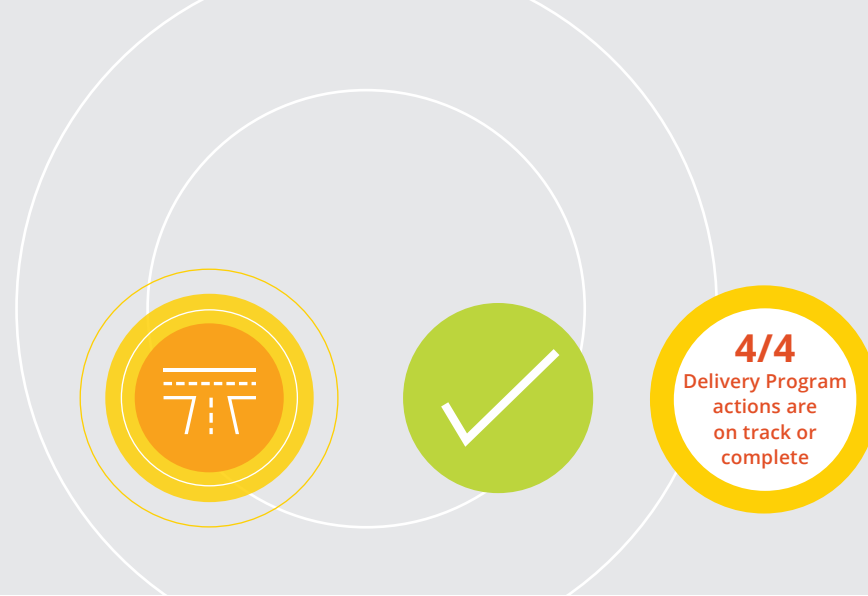 4/4
Delivery Program
actions are
on track or
complete